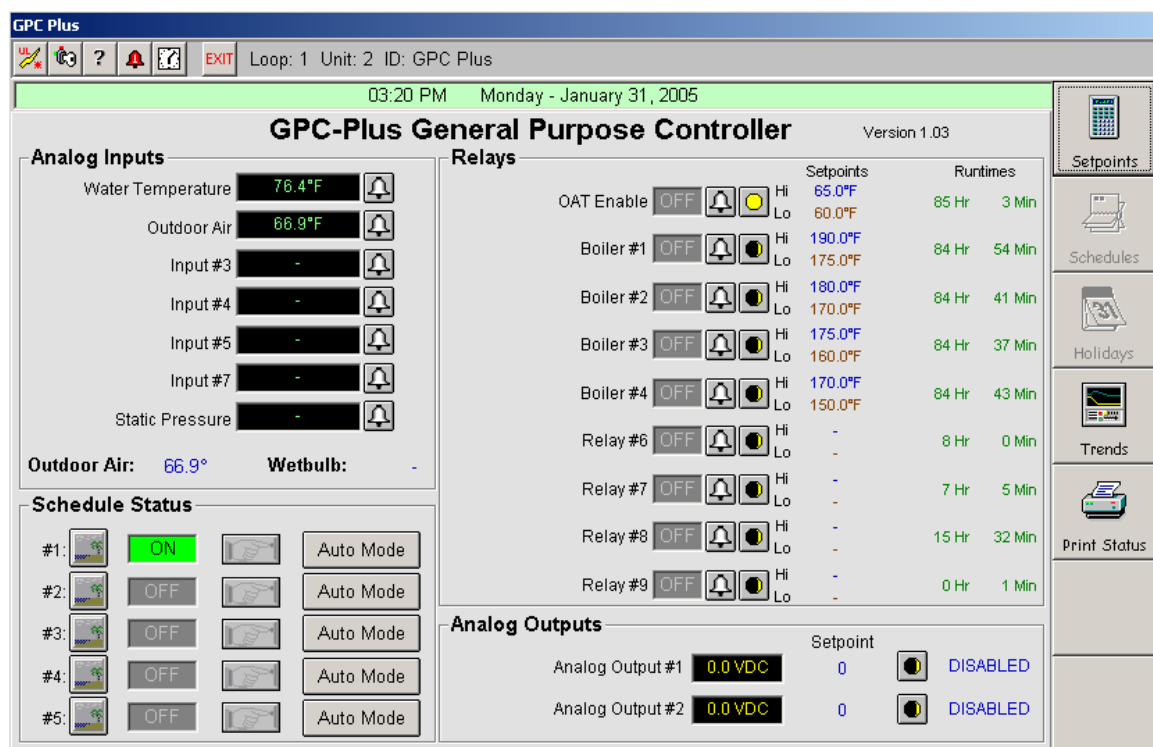 GPC Plus
UL ? EXIT Loop: 1 Unit: 2 ID: GPC Plus
03:20 PM Monday - January 31, 2005
GPC-Plus General Purpose Controller Version 1.03
Analog Inputs
Water Temperature 76.4°F
Outdoor Air 66.9°F
Input #3 -
Input #4 -
Input #5 -
Input #7 -
Static Pressure -
Outdoor Air: 66.9° Wetbulb: -
Schedule Status
#1: ON Auto Mode
#2: OFF Auto Mode
#3: OFF Auto Mode
#4: OFF Auto Mode
#5: OFF Auto Mode
Relays
Setpoints Runtimes
OAT Enable OFF Hi 65.0°F 85 Hr 3 Min
Lo 60.0°F
Boiler #1 OFF Hi 190.0°F 84 Hr 54 Min
Lo 175.0°F
Boiler #2 OFF Hi 180.0°F 84 Hr 41 Min
Lo 170.0°F
Boiler #3 OFF Hi 175.0°F 84 Hr 37 Min
Lo 160.0°F
Boiler #4 OFF Hi 170.0°F 84 Hr 43 Min
Lo 150.0°F
Relay #6 OFF Hi - 8 Hr 0 Min
Lo -
Relay #7 OFF Hi - 7 Hr 5 Min
Lo -
Relay #8 OFF Hi - 15 Hr 32 Min
Lo -
Relay #9 OFF Hi - 0 Hr 1 Min
Lo -
Analog Outputs
Setpoint
Analog Output #1 0.0 VDC 0 DISABLED
Analog Output #2 0.0 VDC 0 DISABLED
Setpoints
Schedules
31
Holidays
Trends
Print Status